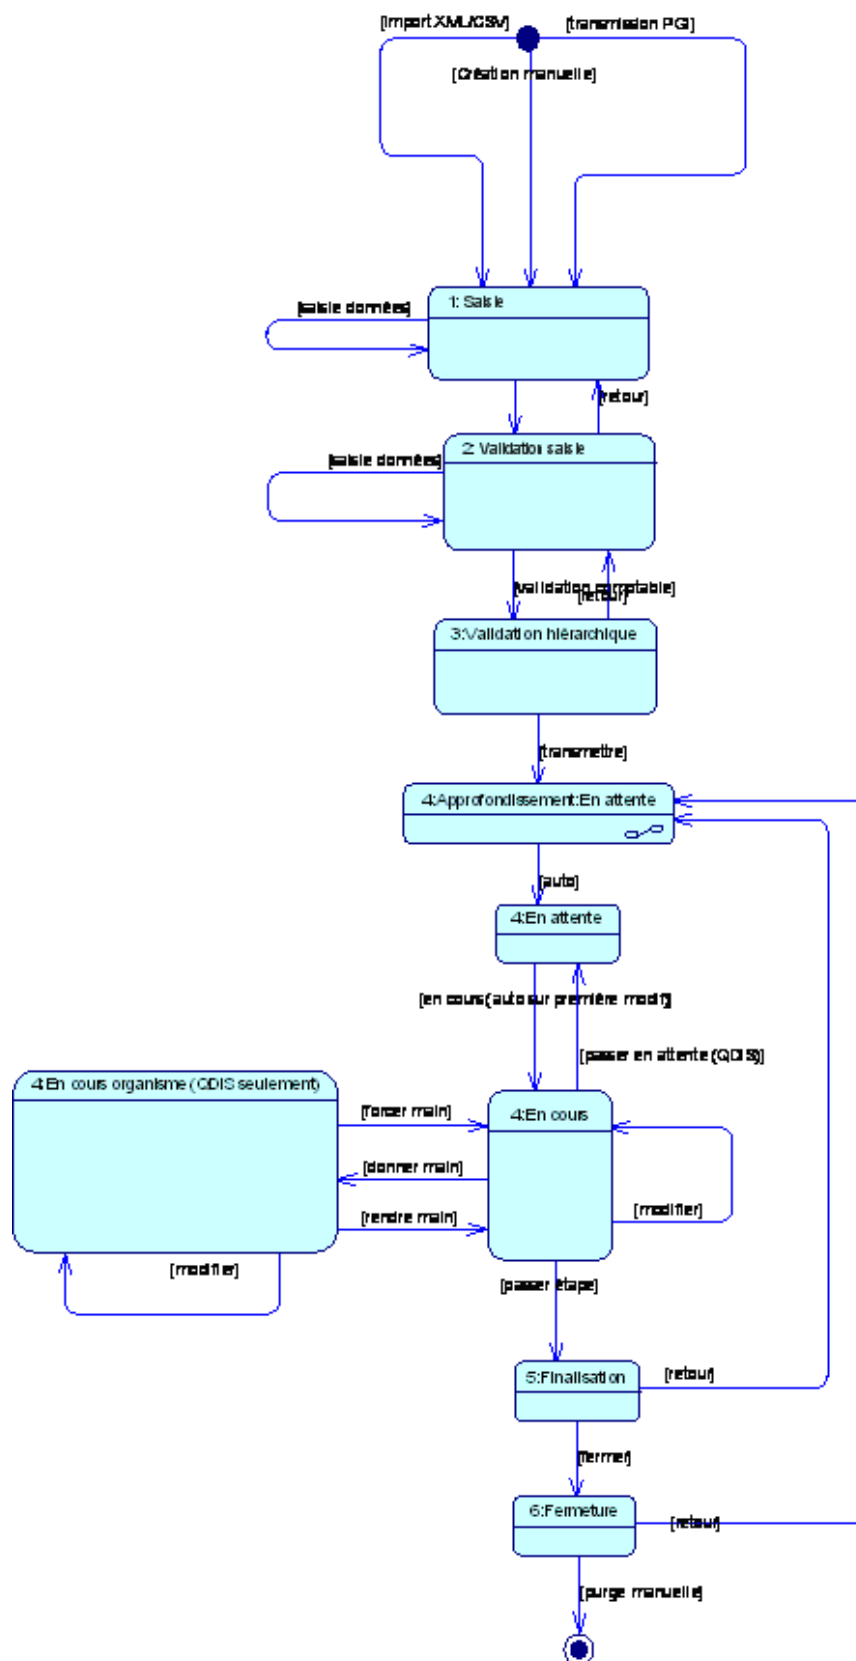 [import XML/CSV]
[transmission PGI]
[Création manuelle]
1: Saisie
[saisie données]
[retour]
2: Validation saisie
[saisie données]
[validation comptable]
[retour]
3:Validation hiérarchique
[transmettre]
4:Approfondissement:En attente
[auto]
4:En attente
[en cours(auto sur première modif)]
[passer en attente (QDIS)]
4:En cours organisme (QDIS seulement)
4:En cours
[forcer main]
[donner main]
[rendre main]
[modifier]
[modifier]
[passer étape]
5:Finalisation
[retour]
[fermer]
6:Fermeture
[retour]
[purge manuelle]